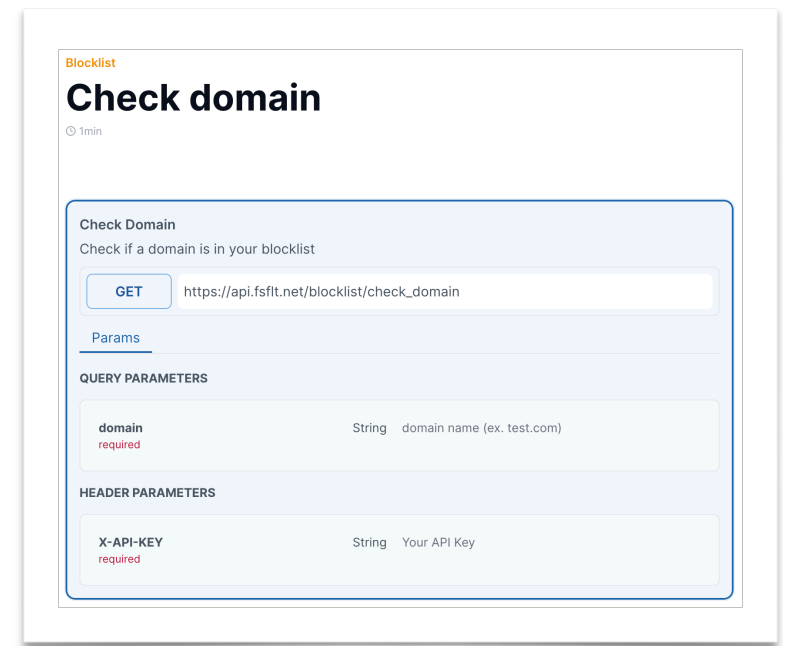 Blocklist
Check domain
1min
Check Domain
Check if a domain is in your blocklist
GET https://api.fsflt.net/blocklist/check_domain
Params
QUERY PARAMETERS
domain String domain name (ex. test.com)
required
HEADER PARAMETERS
X-API-KEY String Your API Key
required